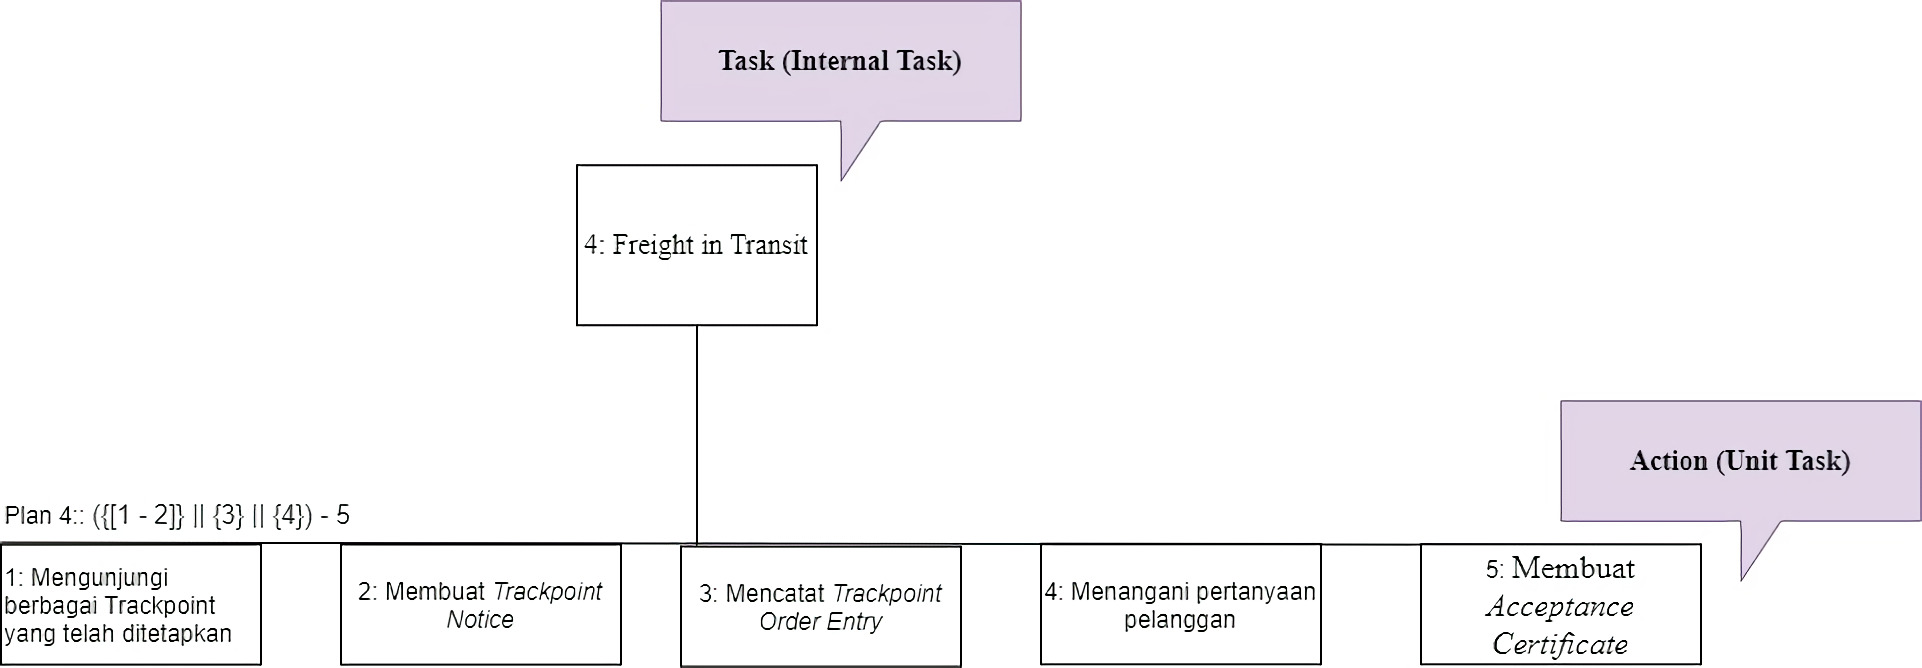 Task (Internal Task)
4: Freight in Transit
Action (Unit Task)
Plan 4:: ({[1 - 2]} || {3} || {4}) - 5
1: Mengunjungi
berbagai Trackpoint
yang telah ditetapkan
2: Membuat Trackpoint
Notice
3: Mencatat Trackpoint
Order Entry
4: Menangani pertanyaan
pelanggan
5: Membuat
Acceptance
Certificate